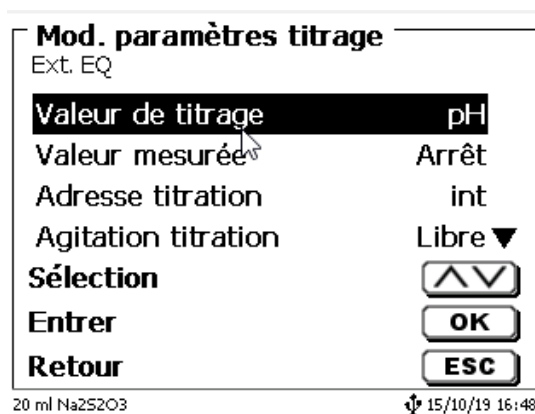 Mod. paramètres titrage
Ext. EQ
Valeur de titrage pH
Valeur mesurée Arrêt
Adresse titration int
Agitation titration Libre
Sélection
Entrer OK
Retour ESC
20 ml Na2S2O3 15/10/19 16:48